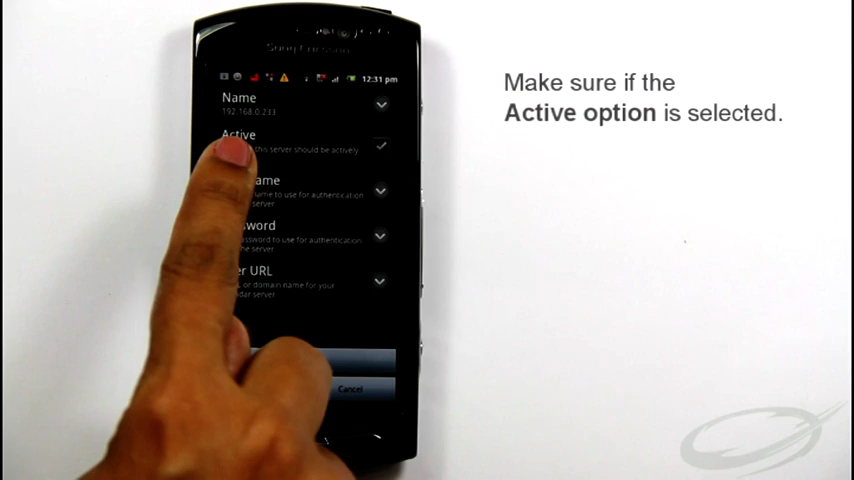 Sony Ericsson
12:31 pm
Name
192.168.0.233
Active
this server should be actively
ame
name to use for authentication
server
sword
password to use for authentication
the server
er URL
L or domain name for your
dar server
Cancel
Make sure if the
Active option is selected.